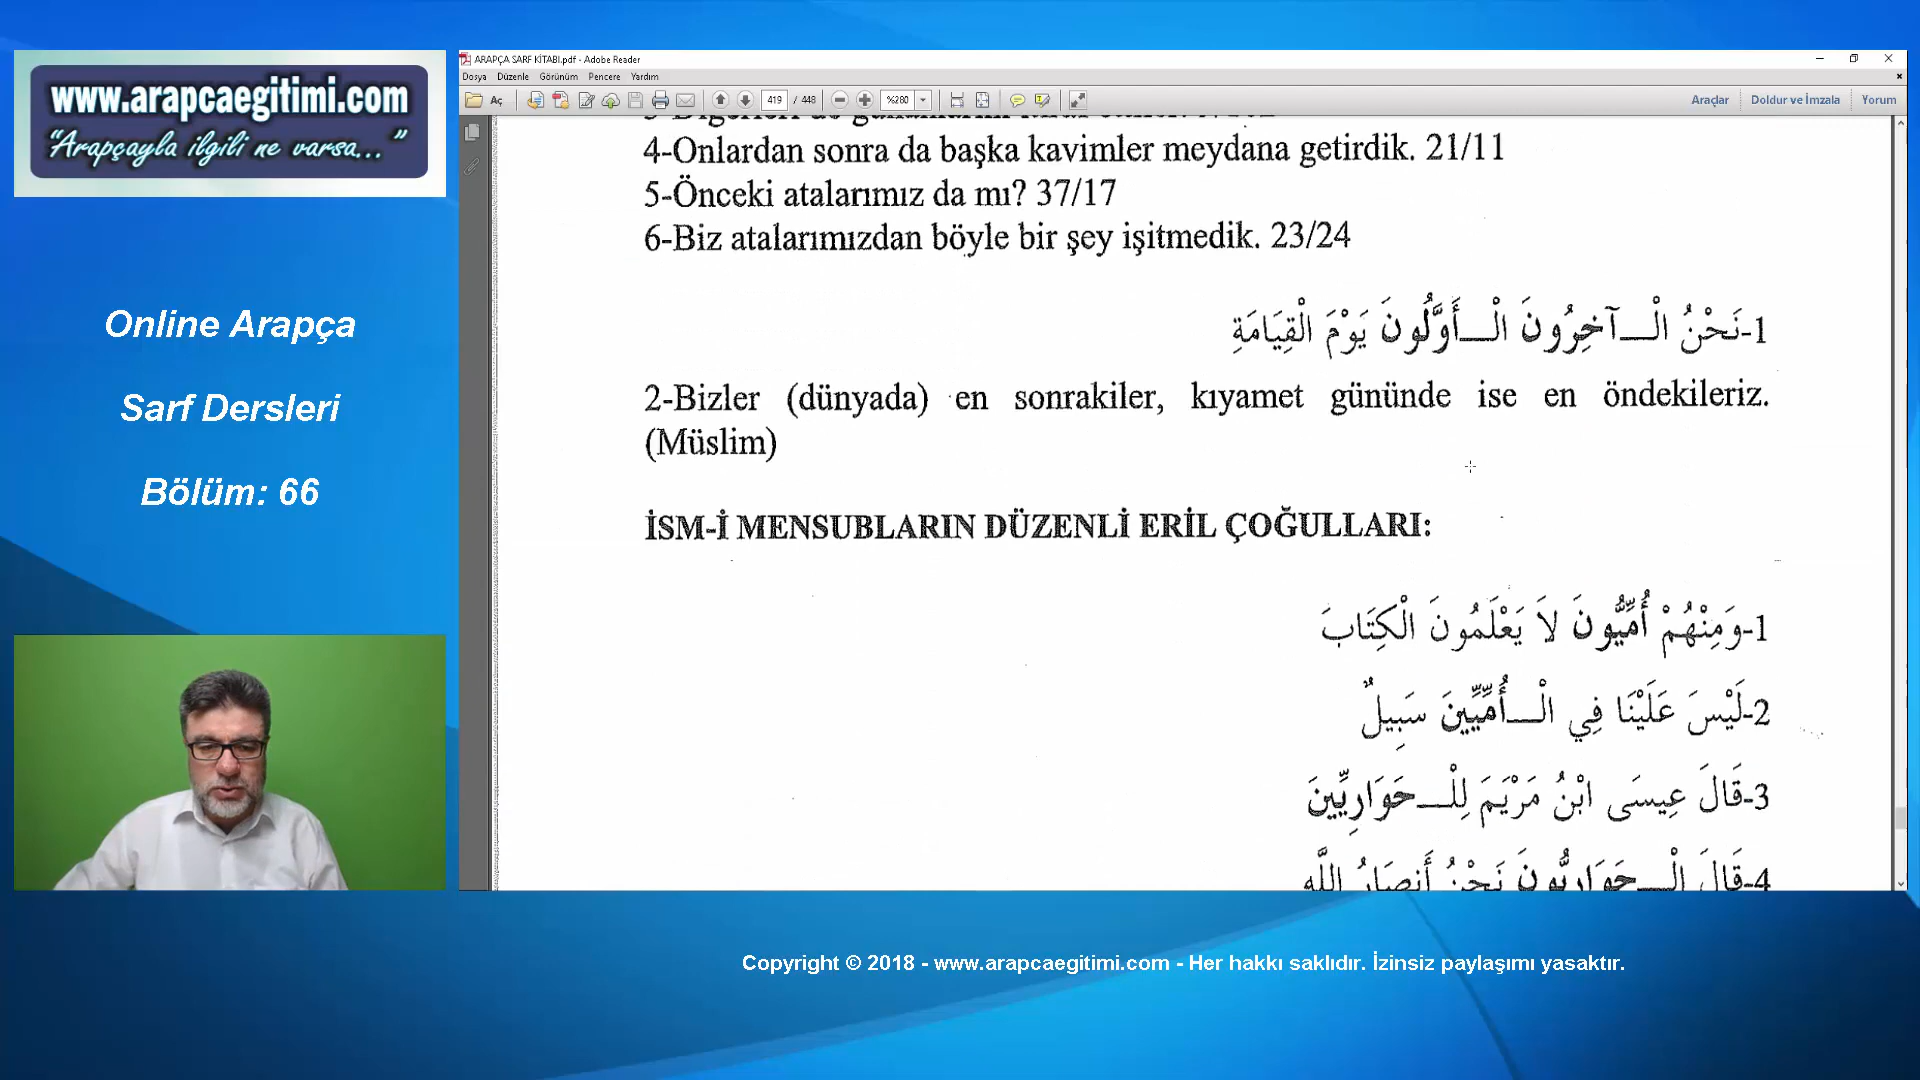 www.arapcaegitimi.com
"Arapçayla ilgili ne varsa..."
Online Arapça
Sarf Dersleri
Bölüm: 66
ARAPÇA SARF KİTABI.pdf - Adobe Reader
Dosya Düzenle Görünüm Pencere Yardım
Aç 419 / 448 %280 Araçlar Doldur ve İmzala Yorum
4-Onlardan sonra da başka kavimler meydana getirdik. 21/11
5-Önceki atalarımız da mı? 37/17
6-Biz atalarımızdan böyle bir şey işitmedik. 23/24
1-نَحْنُ الْـآخِرُونَ الْـأَوَّلُونَ يَوْمَ الْقِيَامَةِ
2-Bizler (dünyada) en sonrakiler, kıyamet gününde ise en öndekileriz.
(Müslim)
İSM-İ MENSUBLARIN DÜZENLİ ERİL ÇOĞULLARI:
1-وَمِنْهُمْ أُمِّيُّونَ لاَ يَعْلَمُونَ الْكِتَابَ
2-لَيْسَ عَلَيْنَا فِي الْـأُمِّيِّينَ سَبِيلٌ
3-قَالَ عِيسَى ابْنُ مَرْيَمَ لِلْـحَوَارِيِّينَ
4-قَالَ الْـحَوَارِيُّونَ نَحْنُ أَنصَارُ اللَّهِ
Copyright © 2018 - www.arapcaegitimi.com - Her hakkı saklıdır. İzinsiz paylaşımı yasaktır.